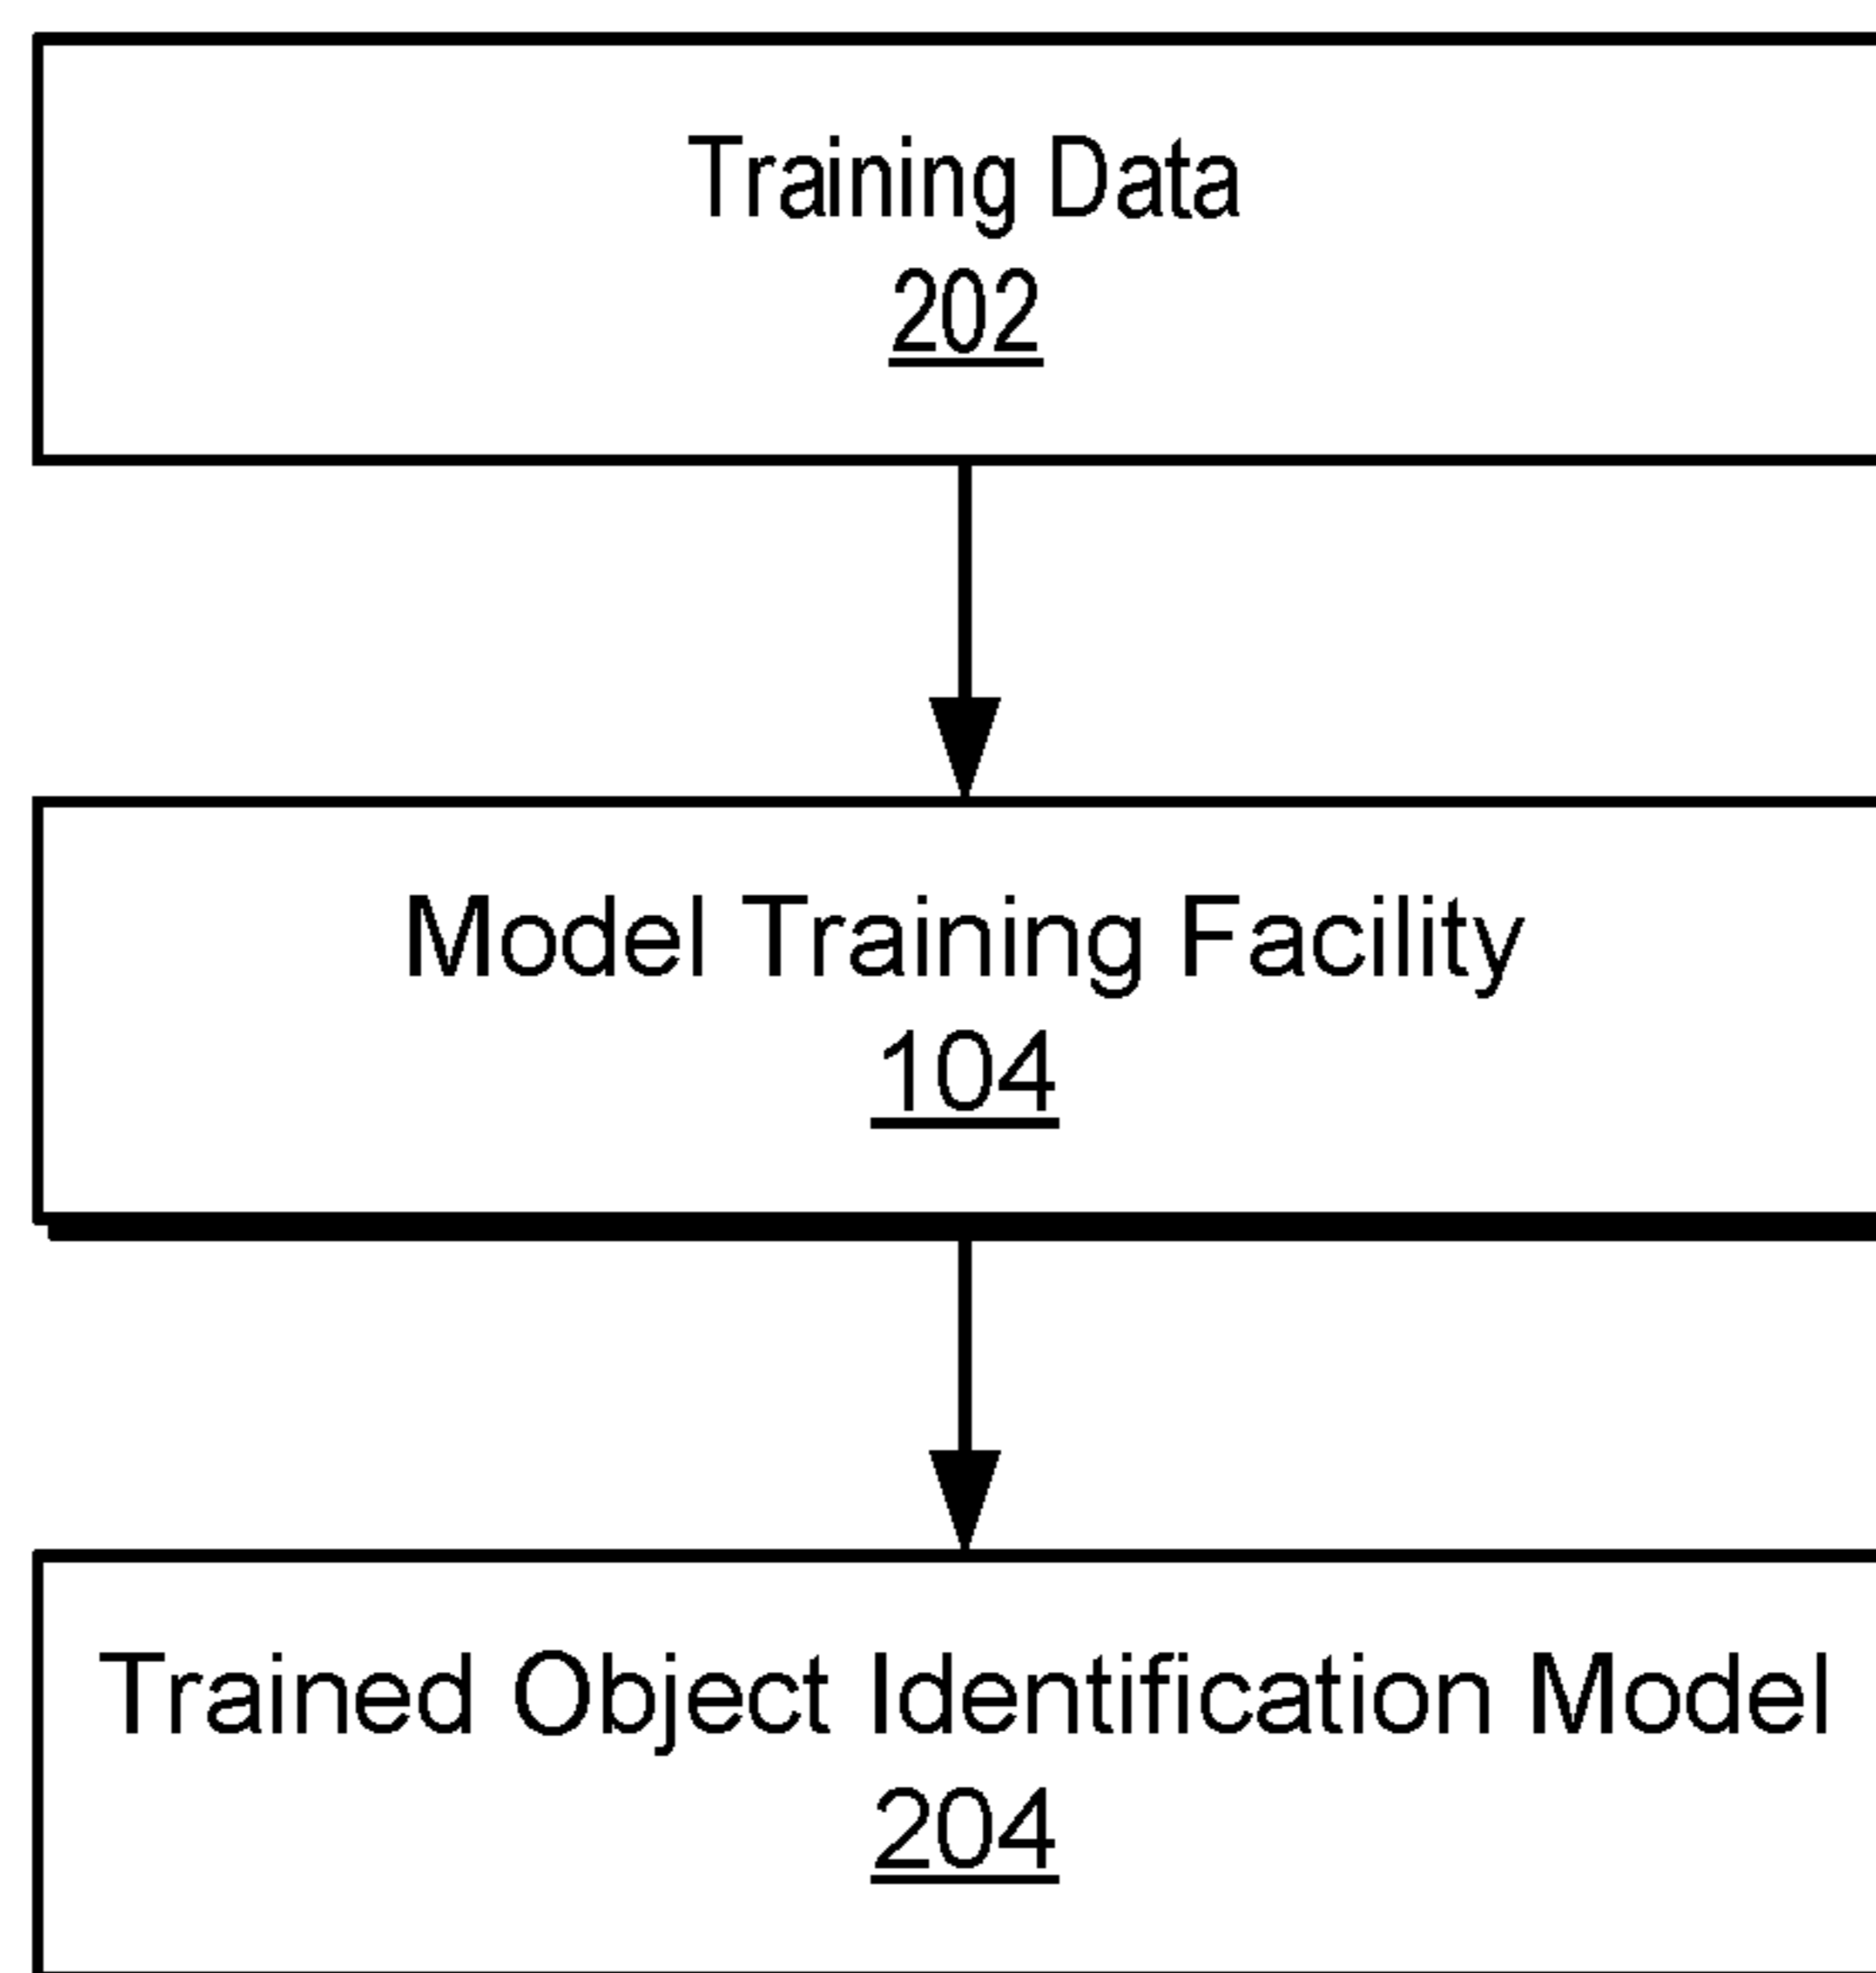 Training Data
202
Model Training Facility
104
Trained Object Identification Model
204